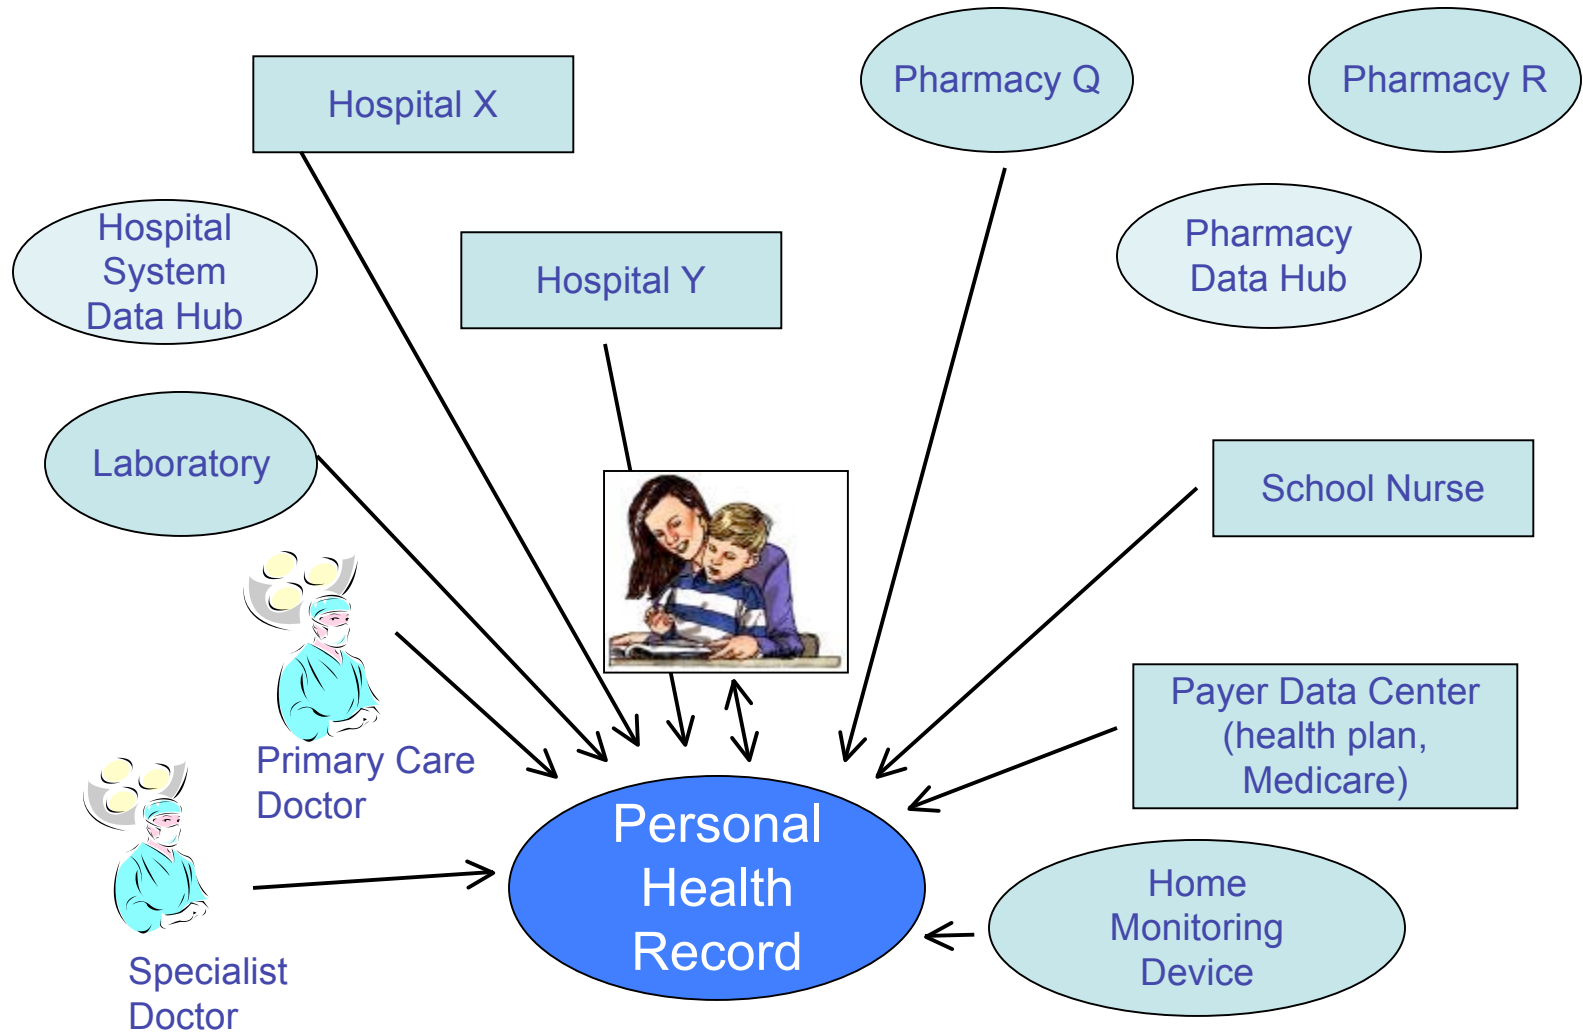 Hospital X
Pharmacy Q
Pharmacy R
Hospital
System
Data Hub
Hospital Y
Pharmacy
Data Hub
Laboratory
School Nurse
Primary Care
Doctor
Payer Data Center
(health plan,
Medicare)
Personal
Health
Record
Home
Monitoring
Device
Specialist
Doctor